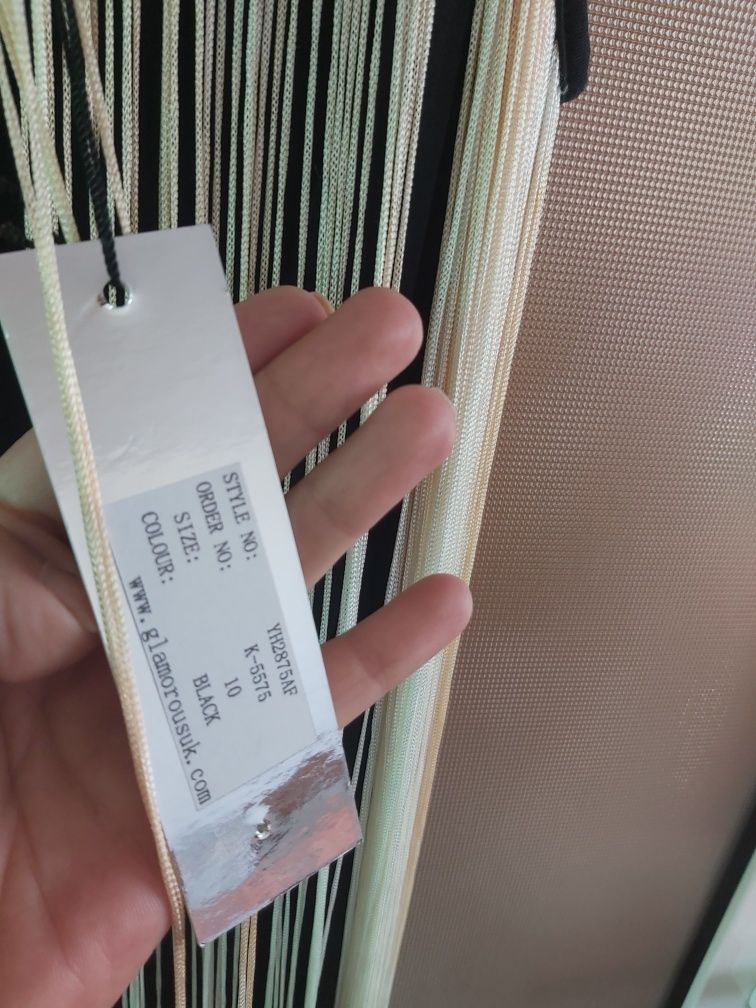 STYLE NO: YH2875AF
ORDER NO: K-5575
SIZE: 10
COLOUR: BLACK
www.glamorousuk.com